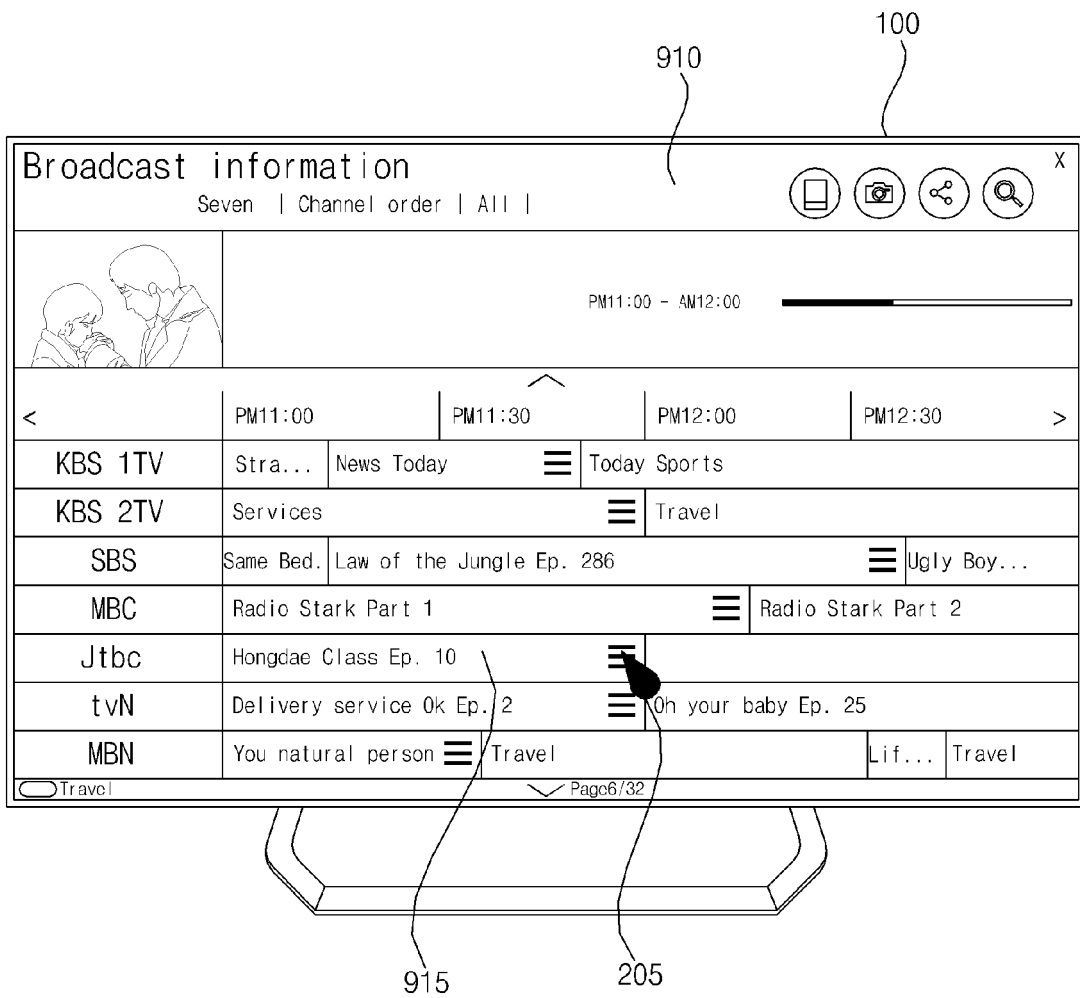 100
910
Broadcast information X
Seven | Channel order | All |
PM11:00 - AM12:00
< PM11:00 PM11:30 PM12:00 PM12:30 >
KBS 1TV Stra... News Today Today Sports
KBS 2TV Services Travel
SBS Same Bed. Law of the Jungle Ep. 286 Ugly Boy...
MBC Radio Stark Part 1 Radio Stark Part 2
Jtbc Hongdae Class Ep. 10
tvN Delivery service Ok Ep. 2 Oh your baby Ep. 25
MBN You natural person Travel Lif... Travel
Travel Page6/32
915 205